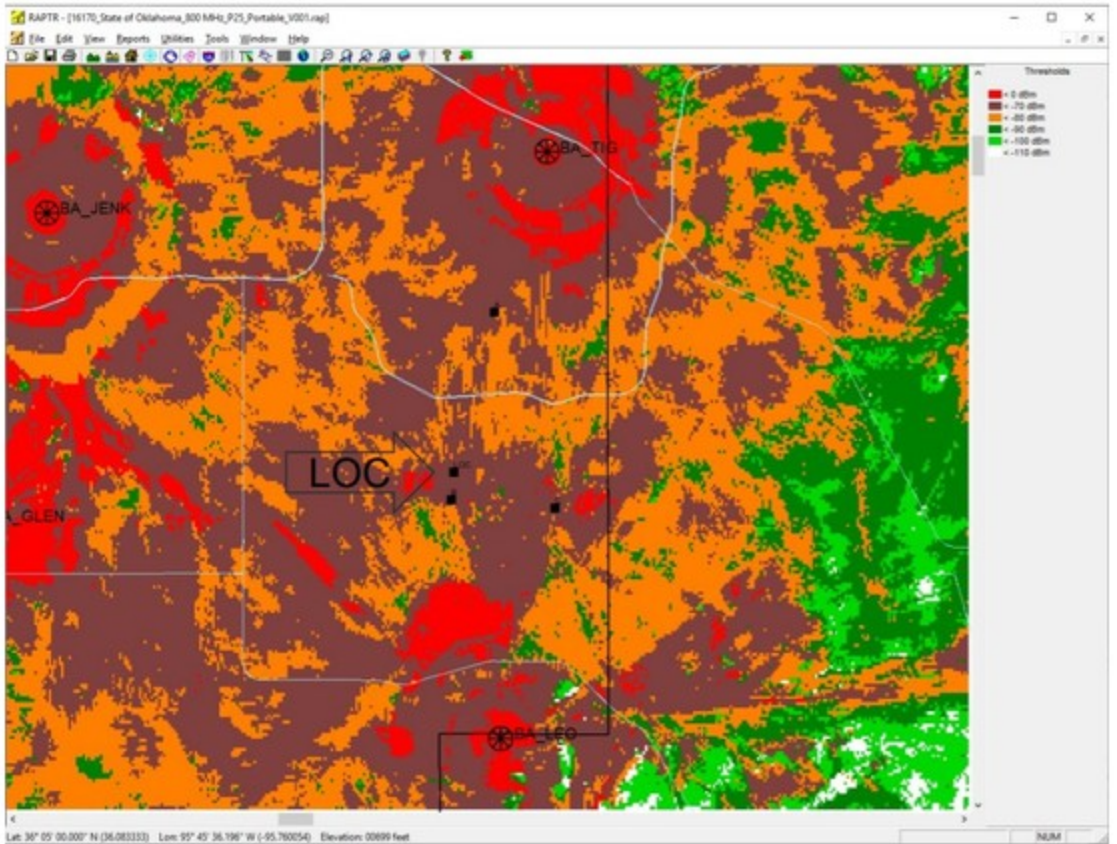 RAPTR - [16170_State of Oklahoma_800 MHz_P25_Portable_V001.rap]
File Edit View Reports Utilities Tools Window Help
Thresholds
< 0 dBm
< -70 dBm
< -80 dBm
< -90 dBm
< -100 dBm
< -110 dBm
BA_TIG
BA_JENK
LOC
A_GLEN
BA_LEO
Lat: 36° 05' 00.000" N (36.083333) Lon: 95° 45' 36.196" W (-95.760054) Elevation: 00699 feet
NUM